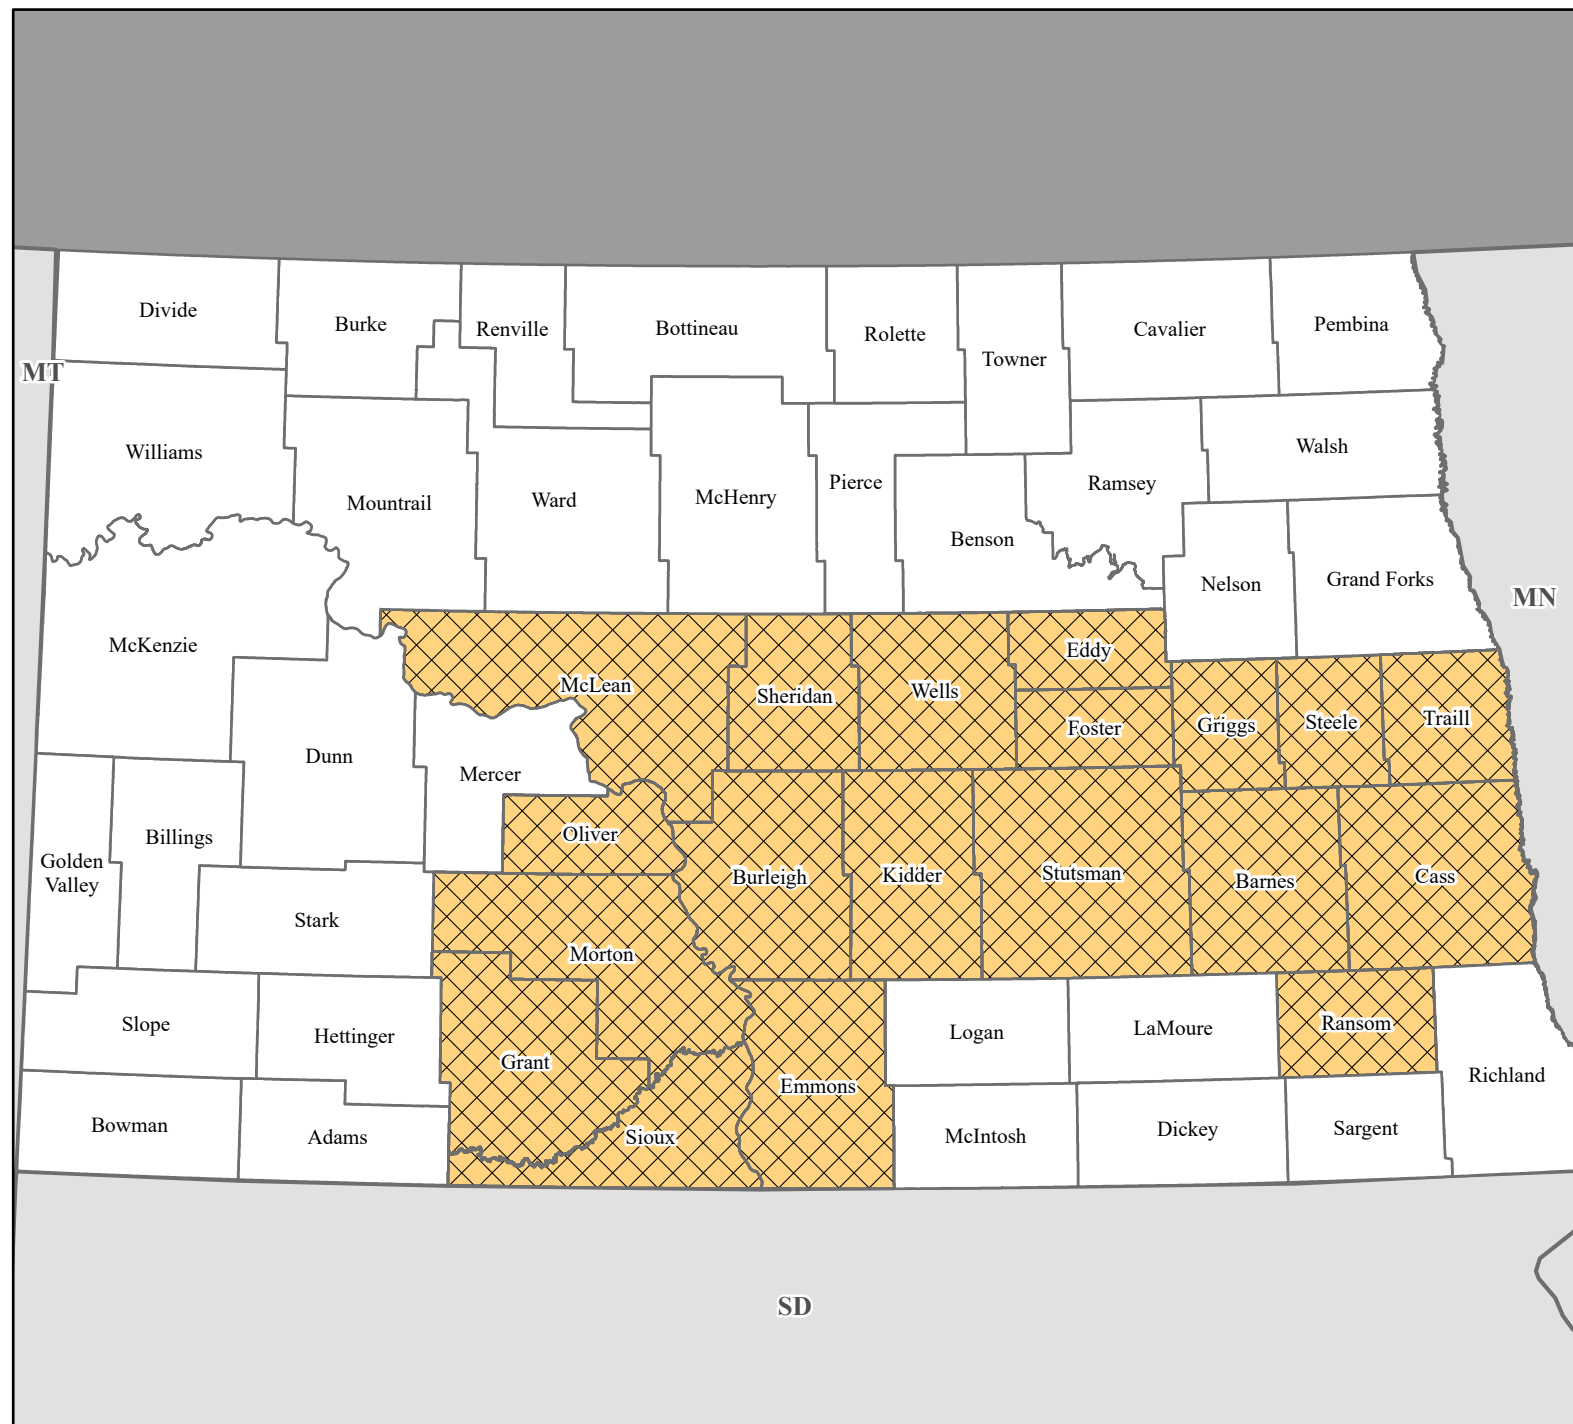 Divide
Burke
Renville
Bottineau
Rolette
Towner
Cavalier
Pembina
MT
Williams
Mountrail
Ward
McHenry
Pierce
Benson
Ramsey
Walsh
Nelson
Grand Forks
MN
McKenzie
McLean
Sheridan
Wells
Eddy
Foster
Griggs
Steele
Traill
Dunn
Mercer
Oliver
Golden
Valley
Billings
Stark
Burleigh
Kidder
Stutsman
Barnes
Cass
Morton
Slope
Hettinger
Grant
Emmons
Logan
LaMoure
Ransom
Richland
Bowman
Adams
Sioux
McIntosh
Dickey
Sargent
SD